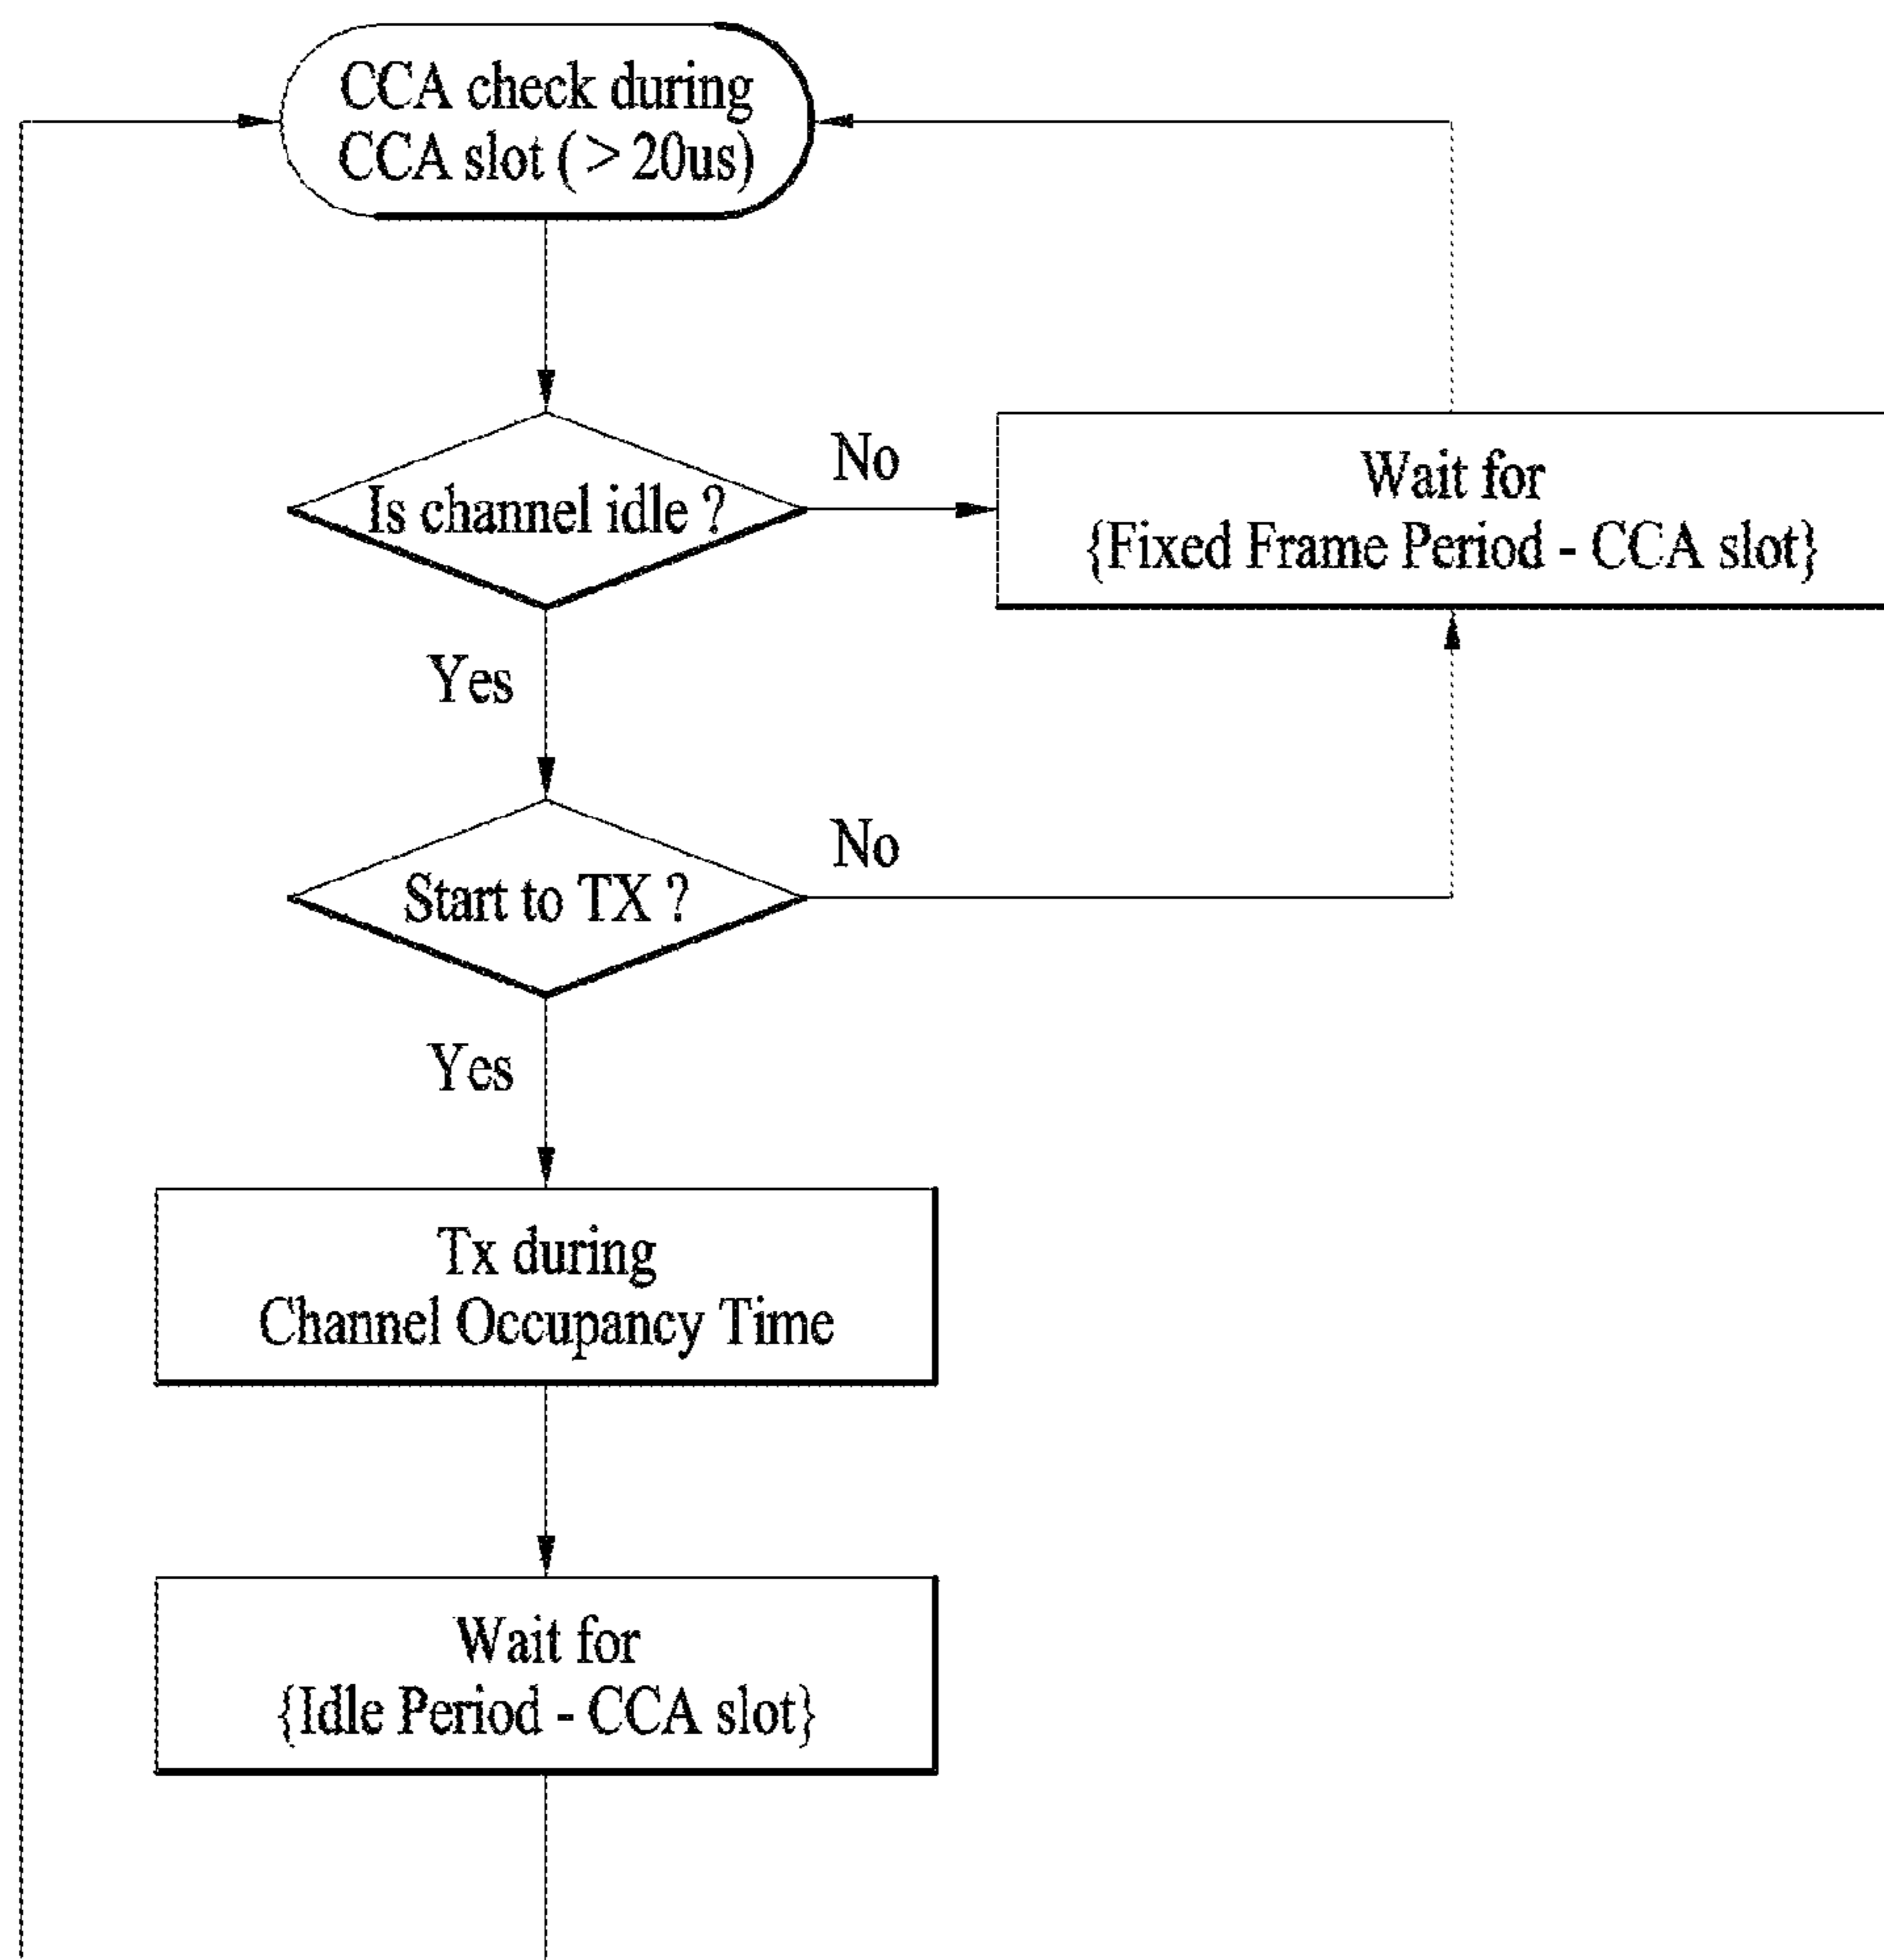 CCA check during
CCA slot ( > 20us)
Is channel idle ?
No
Wait for
{Fixed Frame Period - CCA slot}
Yes
Start to TX ?
No
Yes
Tx during
Channel Occupancy Time
Wait for
{Idle Period - CCA slot}